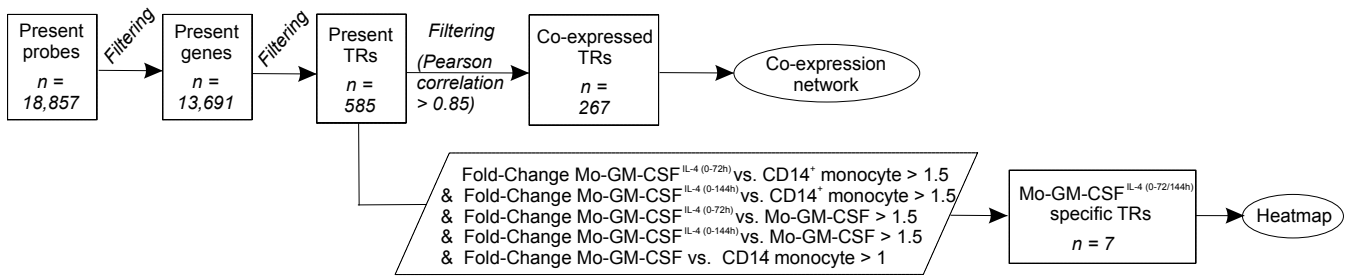 Present
probes
n =
18,857
Filtering
Present
genes
n =
13,691
Filtering
Present
TRs
n =
585
Filtering
(Pearson
correlation
> 0.85)
Co-expressed
TRs
n =
267
Co-expression
network
Fold-Change Mo-GM-CSF IL-4 (0-72h) vs. CD14+ monocyte > 1.5
& Fold-Change Mo-GM-CSF IL-4 (0-144h) vs. CD14+ monocyte > 1.5
& Fold-Change Mo-GM-CSF IL-4 (0-72h) vs. Mo-GM-CSF > 1.5
& Fold-Change Mo-GM-CSF IL-4 (0-144h) vs. Mo-GM-CSF > 1.5
& Fold-Change Mo-GM-CSF vs. CD14 monocyte > 1
Mo-GM-CSF IL-4 (0-72/144h)
specific TRs
n = 7
Heatmap